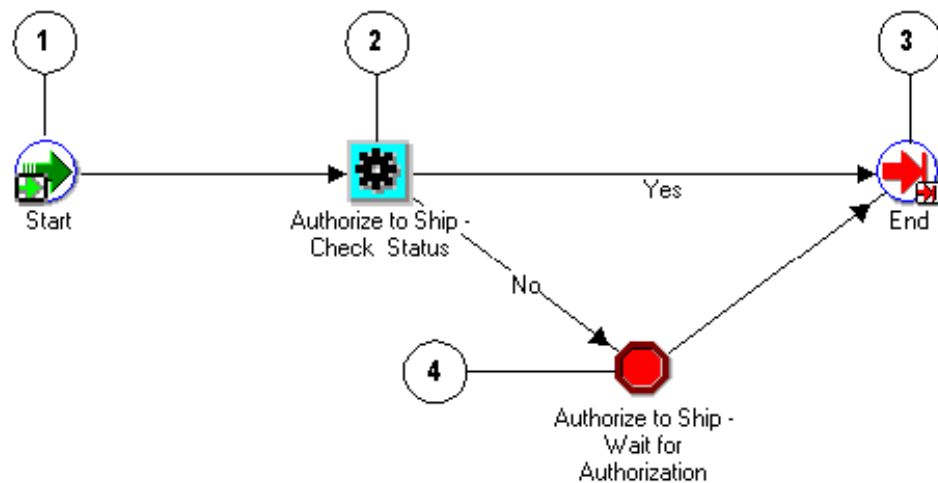 1
2
3
Start
Authorize to Ship -
Check Status
Yes
End
No
4
Authorize to Ship -
Wait for
Authorization